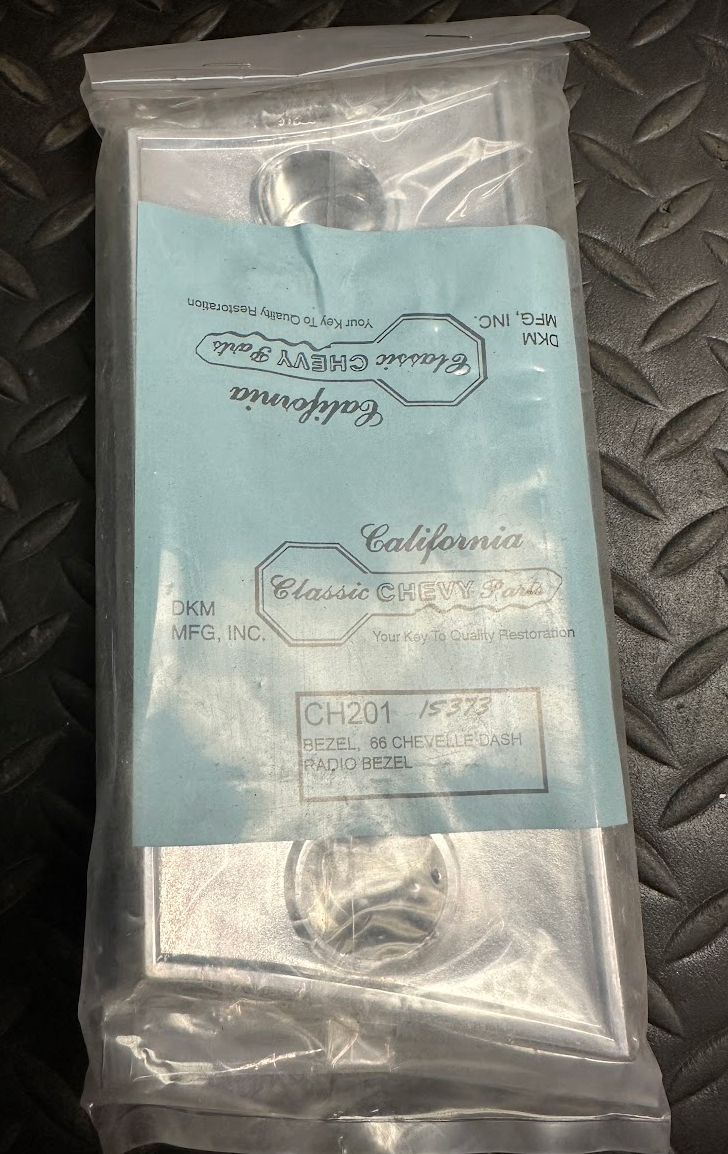 Your Key To Quality Restoration
DKM
MFG, INC.
Classic CHEVY Parts
California
California
Classic CHEVY Parts
DKM
MFG, INC.
Your Key To Quality Restoration
CH201 15373
BEZEL, 66 CHEVELLE DASH
RADIO BEZEL